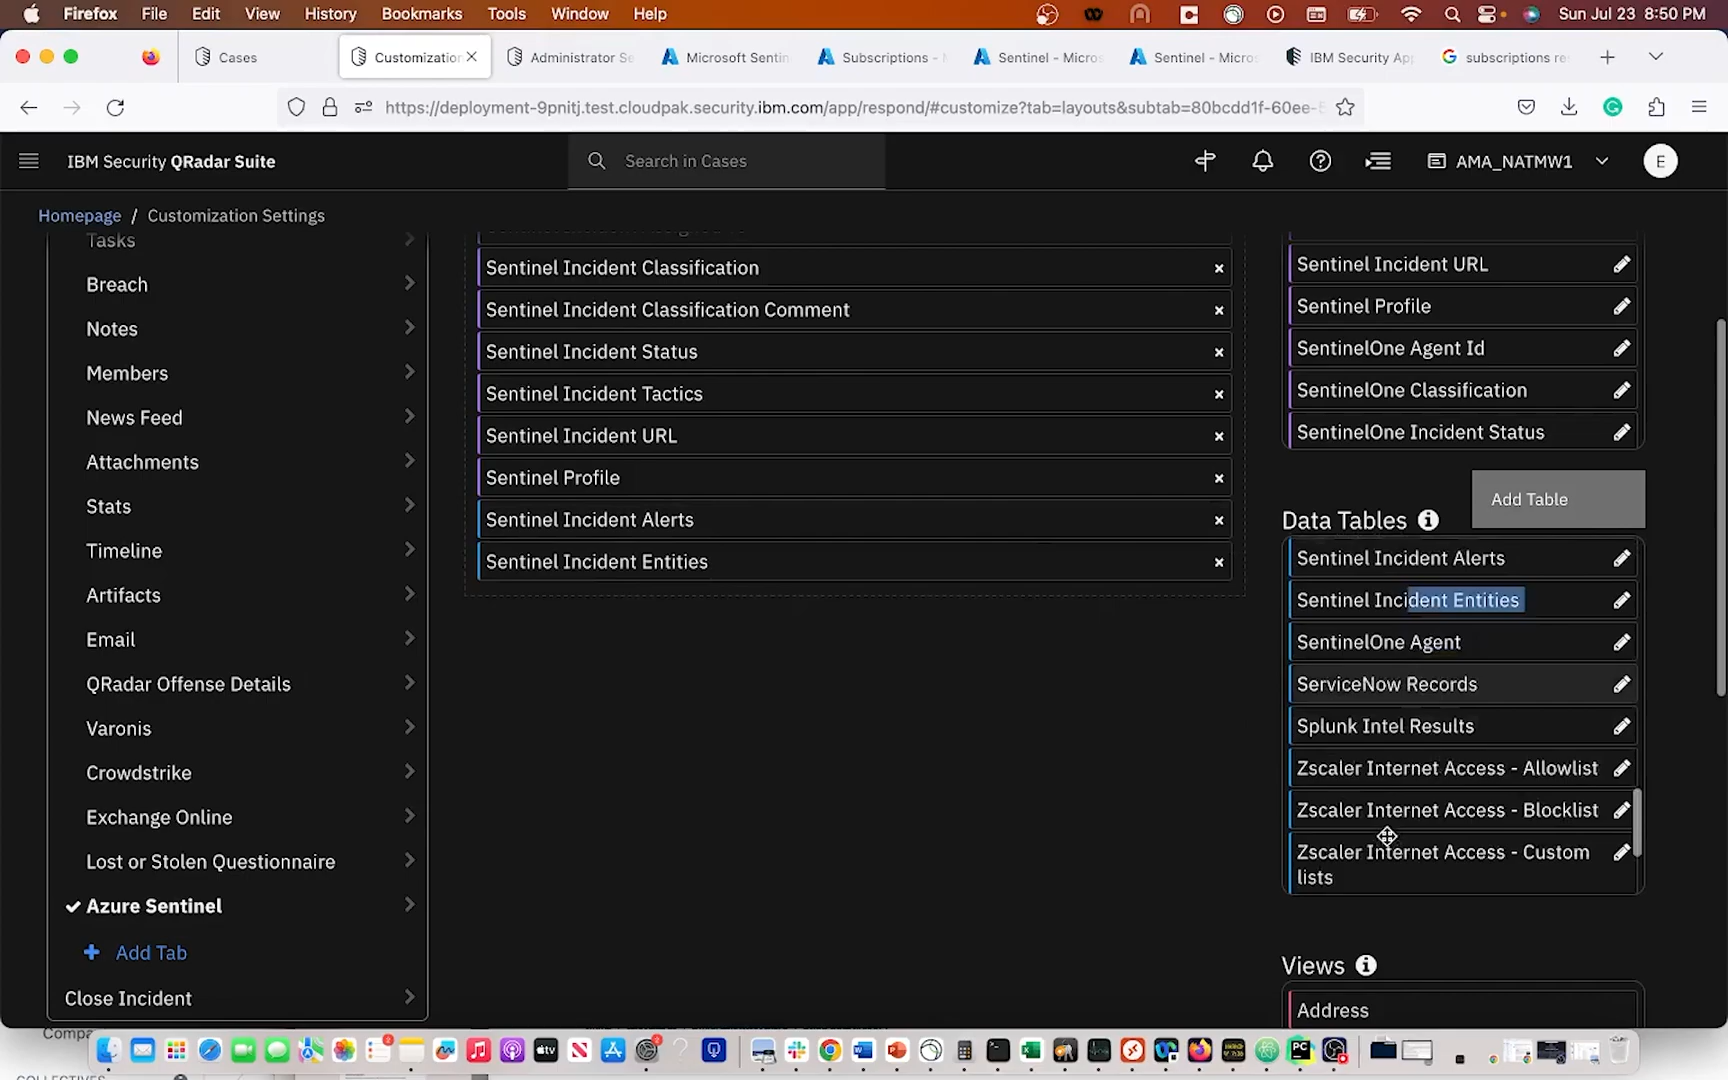 Firefox File Edit View History Bookmarks Tools Window Help Sun Jul 23 8:50 PM
Cases Customization Administrator Se Microsoft Sentin Subscriptions - Sentinel - Micros Sentinel - Micros IBM Security Ap subscriptions re
https://deployment-9pnitj.test.cloudpak.security.ibm.com/app/respond/#customize?tab=layouts&subtab=80bcdd1f-60ee-
IBM Security QRadar Suite Search in Cases AMA_NATMW1 E
Homepage / Customization Settings
Tasks
Breach
Notes
Members
News Feed
Attachments
Stats
Timeline
Artifacts
Email
QRadar Offense Details
Varonis
Crowdstrike
Exchange Online
Lost or Stolen Questionnaire
Azure Sentinel
Add Tab
Close Incident
Sentinel Incident Classification
Sentinel Incident Classification Comment
Sentinel Incident Status
Sentinel Incident Tactics
Sentinel Incident URL
Sentinel Profile
Sentinel Incident Alerts
Sentinel Incident Entities
Sentinel Incident URL
Sentinel Profile
SentinelOne Agent Id
SentinelOne Classification
SentinelOne Incident Status
Add Table
Data Tables
Sentinel Incident Alerts
Sentinel Incident Entities
SentinelOne Agent
ServiceNow Records
Splunk Intel Results
Zscaler Internet Access - Allowlist
Zscaler Internet Access - Blocklist
Zscaler Internet Access - Custom
lists
Views
Address
Compa